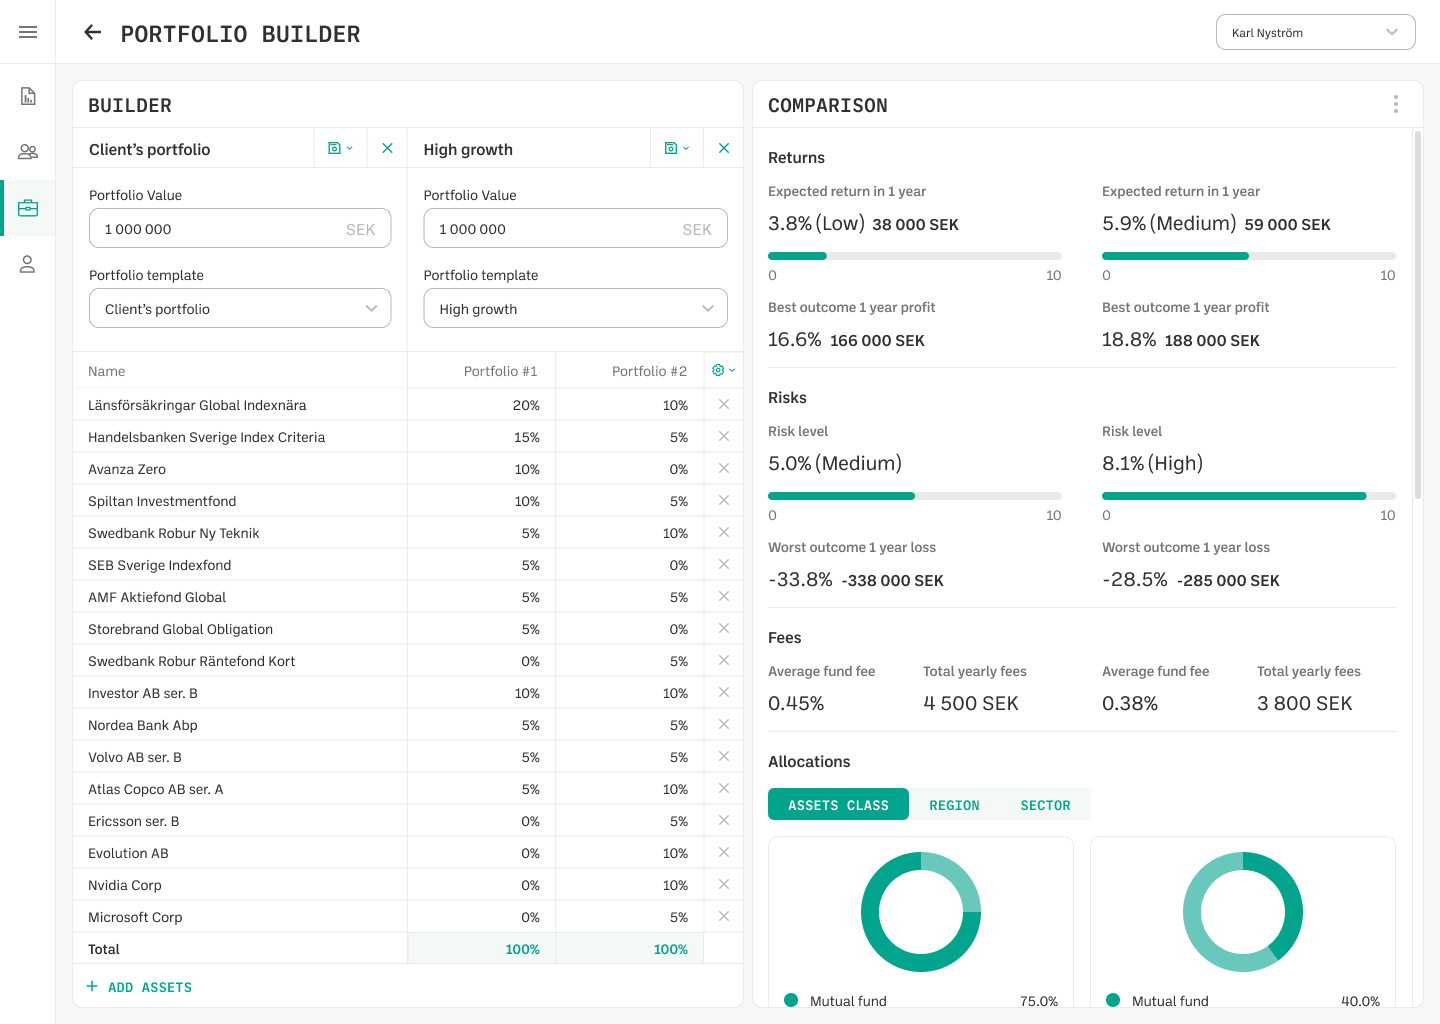 PORTFOLIO BUILDER
Karl Nyström
BUILDER
Client's portfolio
High growth
Portfolio Value
Portfolio Value
1 000 000 SEK
1 000 000 SEK
Portfolio template
Portfolio template
Client's portfolio
High growth
Name Portfolio #1 Portfolio #2
Länsförsäkringar Global Indexnära 20% 10%
Handelsbanken Sverige Index Criteria 15% 5%
Avanza Zero 10% 0%
Spiltan Investmentfond 10% 5%
Swedbank Robur Ny Teknik 5% 10%
SEB Sverige Indexfond 5% 0%
AMF Aktiefond Global 5% 5%
Storebrand Global Obligation 5% 0%
Swedbank Robur Räntefond Kort 0% 5%
Investor AB ser. B 10% 10%
Nordea Bank Abp 5% 5%
Volvo AB ser. B 5% 5%
Atlas Copco AB ser. A 5% 10%
Ericsson ser. B 0% 5%
Evolution AB 0% 10%
Nvidia Corp 0% 10%
Microsoft Corp 0% 5%
Total 100% 100%
+ ADD ASSETS
COMPARISON
Returns
Expected return in 1 year Expected return in 1 year
3.8% (Low) 38 000 SEK 5.9% (Medium) 59 000 SEK
0 10 0 10
Best outcome 1 year profit Best outcome 1 year profit
16.6% 166 000 SEK 18.8% 188 000 SEK
Risks
Risk level Risk level
5.0% (Medium) 8.1% (High)
0 10 0 10
Worst outcome 1 year loss Worst outcome 1 year loss
-33.8% -338 000 SEK -28.5% -285 000 SEK
Fees
Average fund fee Total yearly fees Average fund fee Total yearly fees
0.45% 4 500 SEK 0.38% 3 800 SEK
Allocations
ASSETS CLASS REGION SECTOR
Mutual fund 75.0% Mutual fund 40.0%